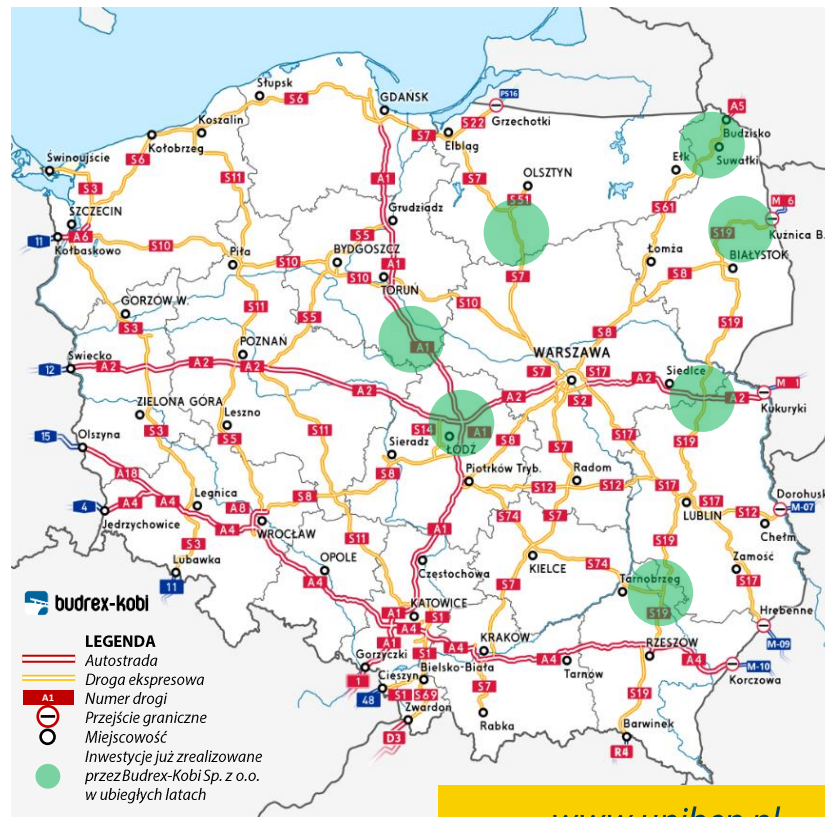 Słupsk
S6
GDAŃSK
PS16
Grzechotki
S22
S7
Elbląg
Koszalin
Kołobrzeg
S6
Świnoujście
S3
S11
A1
S7
OLSZTYN
S51
A5
Budzisko
Suwałki
Ełk
S61
M 6
Kuźnica B.
S19
BIAŁYSTOK
Łomża
S8
SZCZECIN
A6
11
Kołbaskowo
S10
Piła
S10
BYDGOSZCZ
S5
Grudziądz
A1
S10
TORUŃ
S10
S7
S8
S19
GORZÓW W.
S3
S11
S5
POZNAŃ
Świecko
12
A2
A2
A2
A2
A1
WARSZAWA
S7
S17
S2
A2
A2
Siedlce
A2
M 1
Kukuryki
ZIELONA GÓRA
Leszno
S3
S5
S11
Sieradz
S14
A1
ŁÓDŹ
S8
S8
S7
S17
S19
Olszyna
15
A18
A4
A4
4
Jedrzychowice
Legnica
A8
S8
A4
WROCŁAW
Piotrków Tryb.
Radom
S12
S12
S17
S17
LUBLIN
S12
Dorohusk
M-07
Chełm
S3
Lubawka
11
S11
OPOLE
A4
A1
Częstochowa
S74
S7
KIELCE
S74
S19
Tarnobrzeg
S19
Zamość
S17
Hrebenne
M-09
S7
KATOWICE
A1
S1
A4
A1
S1
A4
KRAKÓW
A4
Tarnów
RZESZÓW
A4
M-10
Korczowa
Gorzyczki
1
Cieszyn
48
Bielsko-Biała
S1
S69
Zwardoń
D3
S7
Rabka
S19
Barwinek
R4
budrex-kobi
LEGENDA
Autostrada
Droga ekspresowa
A1
Numer drogi
Przejście graniczne
Miejscowość
Inwestycje już zrealizowane
przez Budrex-Kobi Sp. z o.o.
w ubiegłych latach
www.unibep.pl